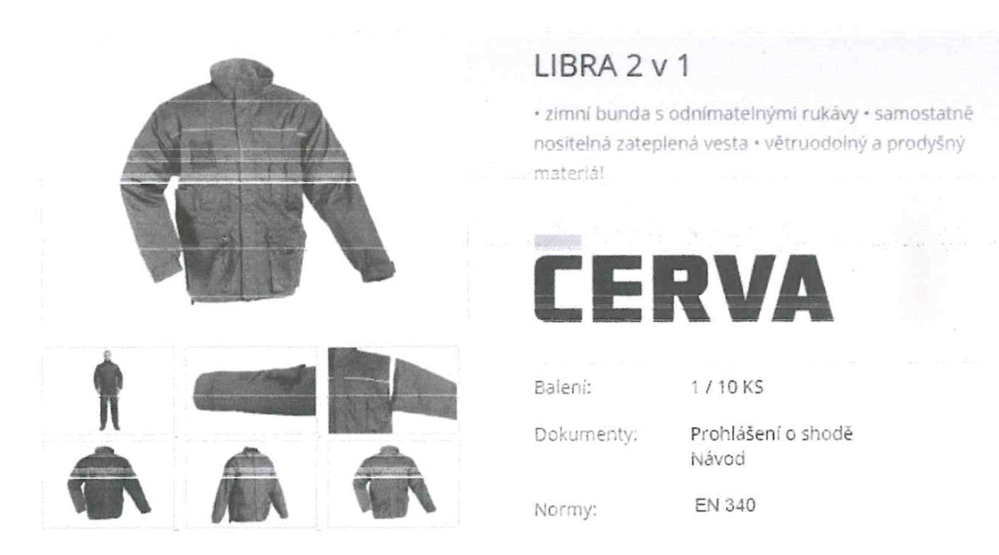 LIBRA 2 v 1
• zimní bunda s odnímatelnými rukávy • samostatně
nositelná zateplená vesta • větruodolný a prodyšný
materiál
CERVA
Balení: 1 / 10 KS
Dokumenty: Prohlášení o shodě
Návod
Normy: EN 340